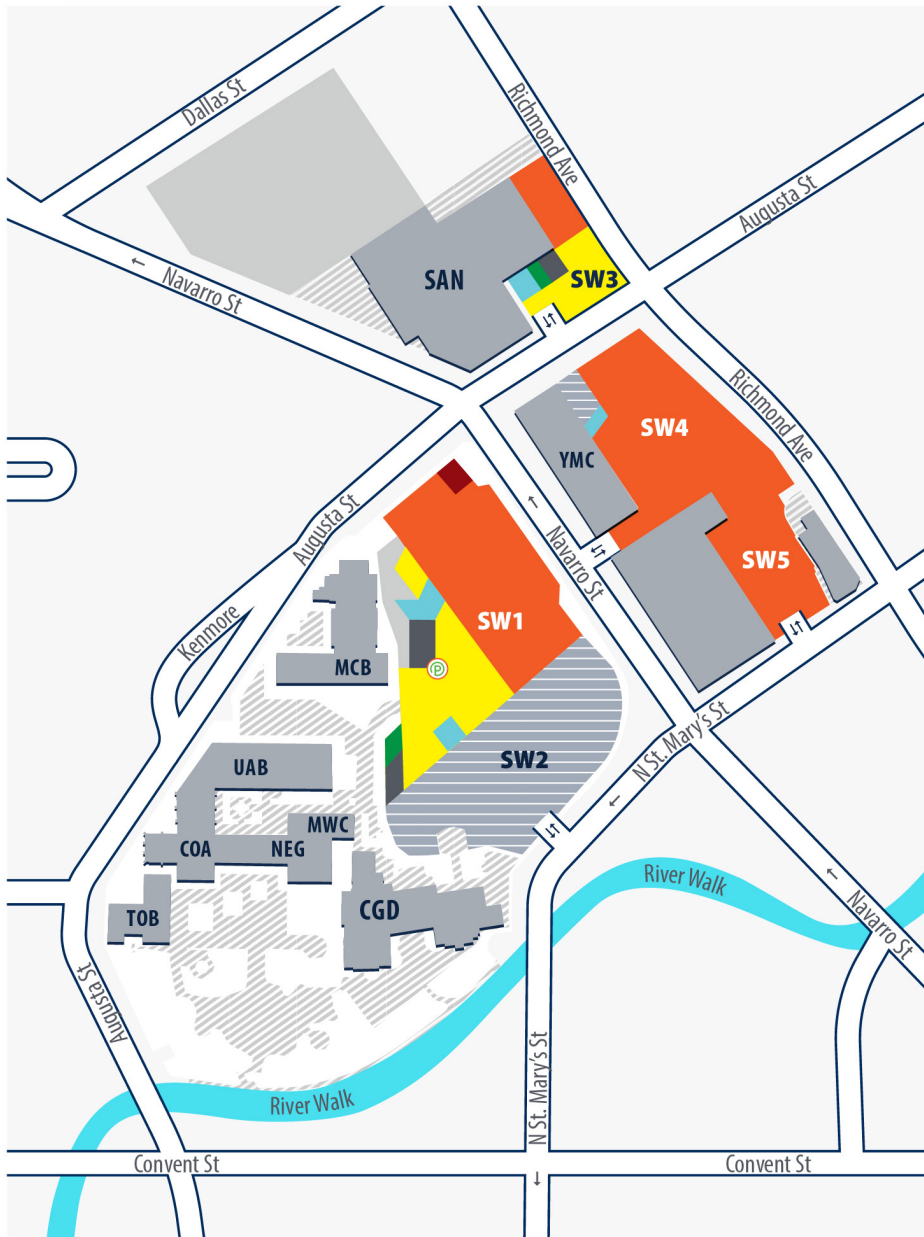 Dallas St
Richmond Ave
Augusta St
Navarro St
SAN
SW3
Richmond Ave
SW4
YMC
Augusta St
Navarro St
SW5
Kenmore
SW1
P
MCB
N St. Mary's St
SW2
UAB
MWC
COA
NEG
River Walk
CGD
TOB
Navarro St
Augusta St
N St. Mary's St
River Walk
Convent St
Convent St